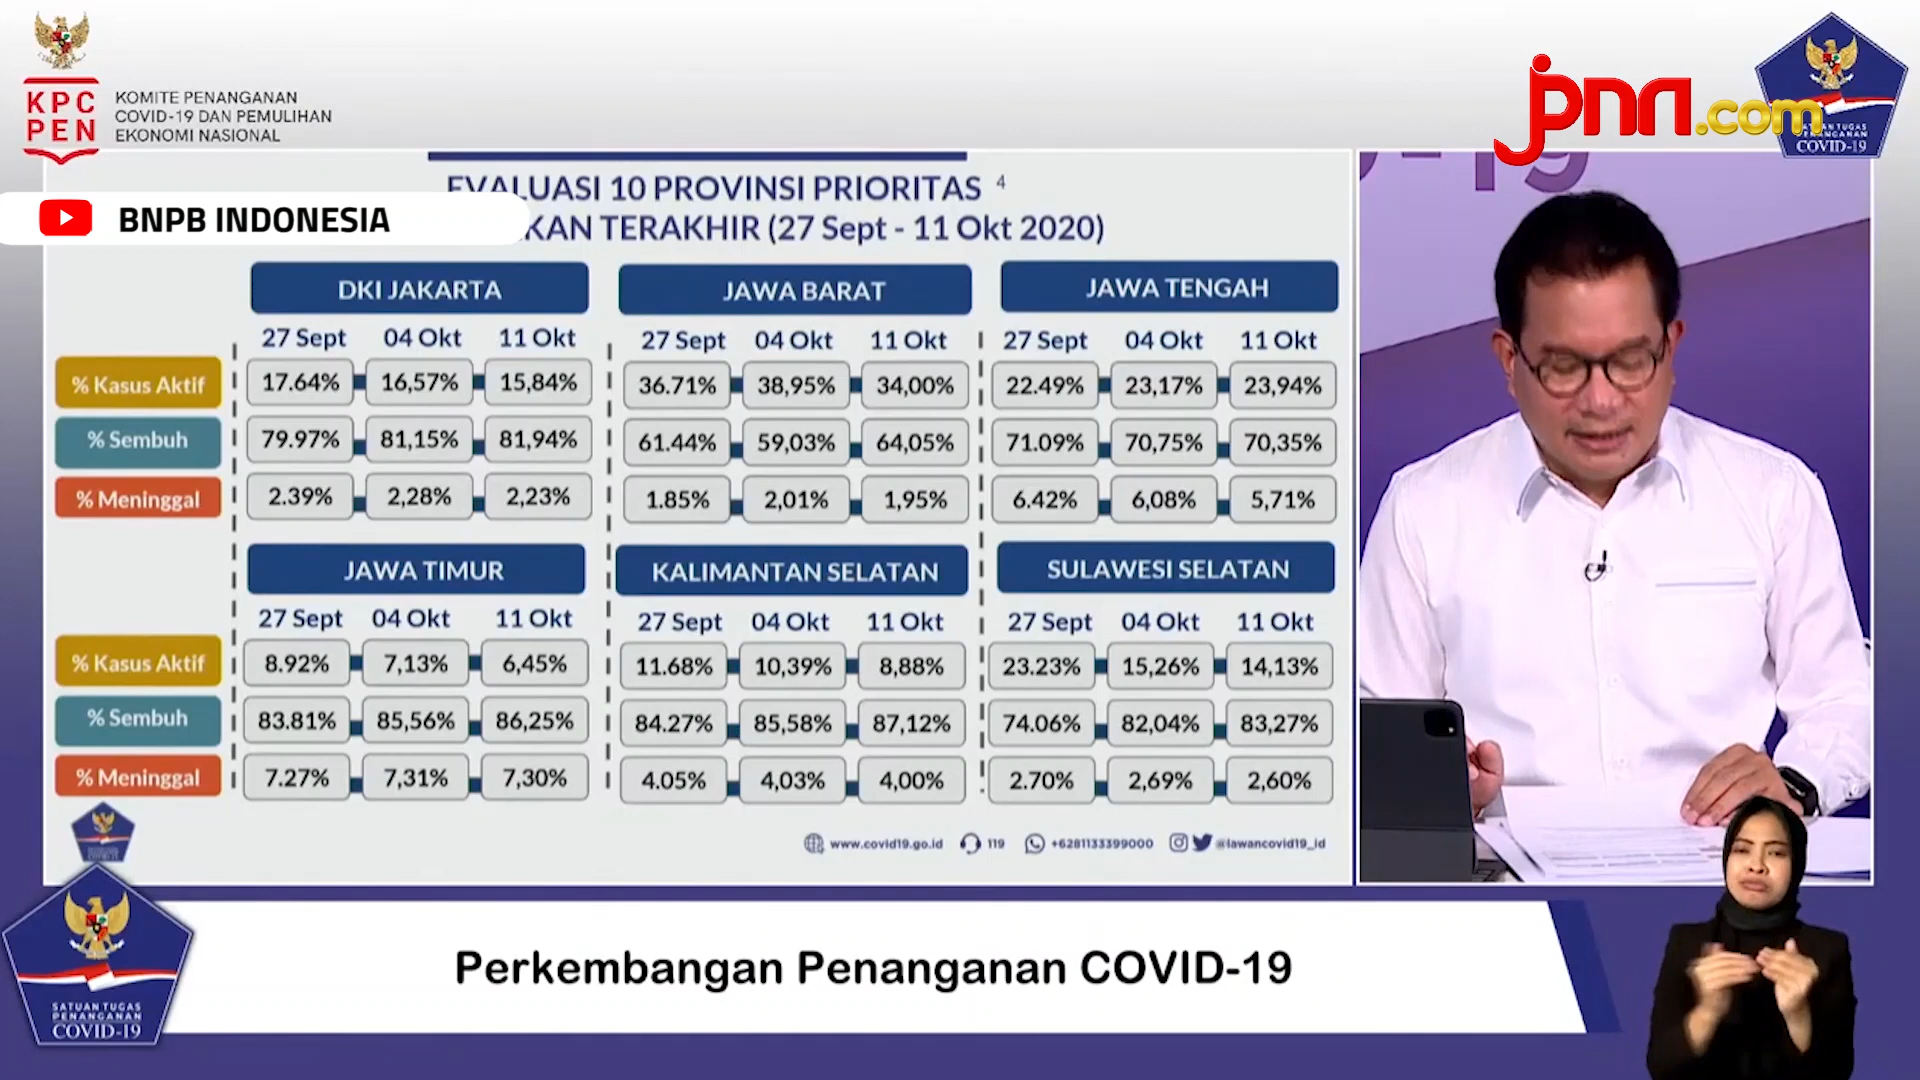 KPC
PEN
KOMITE PENANGANAN
COVID-19 DAN PEMULIHAN
EKONOMI NASIONAL
jpnn.com
SATUAN TUGAS
PENANGANAN
COVID-19
BNPB INDONESIA
EVALUASI 10 PROVINSI PRIORITAS 4
KAN TERAKHIR (27 Sept - 11 Okt 2020)
DKI JAKARTA JAWA BARAT JAWA TENGAH
27 Sept 04 Okt 11 Okt 27 Sept 04 Okt 11 Okt 27 Sept 04 Okt 11 Okt
% Kasus Aktif 17.64% 16,57% 15,84% 36.71% 38,95% 34,00% 22.49% 23,17% 23,94%
% Sembuh 79.97% 81,15% 81,94% 61.44% 59,03% 64,05% 71.09% 70,75% 70,35%
% Meninggal 2.39% 2,28% 2,23% 1.85% 2,01% 1,95% 6.42% 6,08% 5,71%
JAWA TIMUR KALIMANTAN SELATAN SULAWESI SELATAN
27 Sept 04 Okt 11 Okt 27 Sept 04 Okt 11 Okt 27 Sept 04 Okt 11 Okt
% Kasus Aktif 8.92% 7,13% 6,45% 11.68% 10,39% 8,88% 23.23% 15,26% 14,13%
% Sembuh 83.81% 85,56% 86,25% 84.27% 85,58% 87,12% 74.06% 82,04% 83,27%
% Meninggal 7.27% 7,31% 7,30% 4.05% 4,03% 4,00% 2.70% 2,69% 2,60%
www.covid19.go.id 119 +6281133399000 @lawancovid19_id
SATUAN TUGAS
PENANGANAN
COVID-19
Perkembangan Penanganan COVID-19